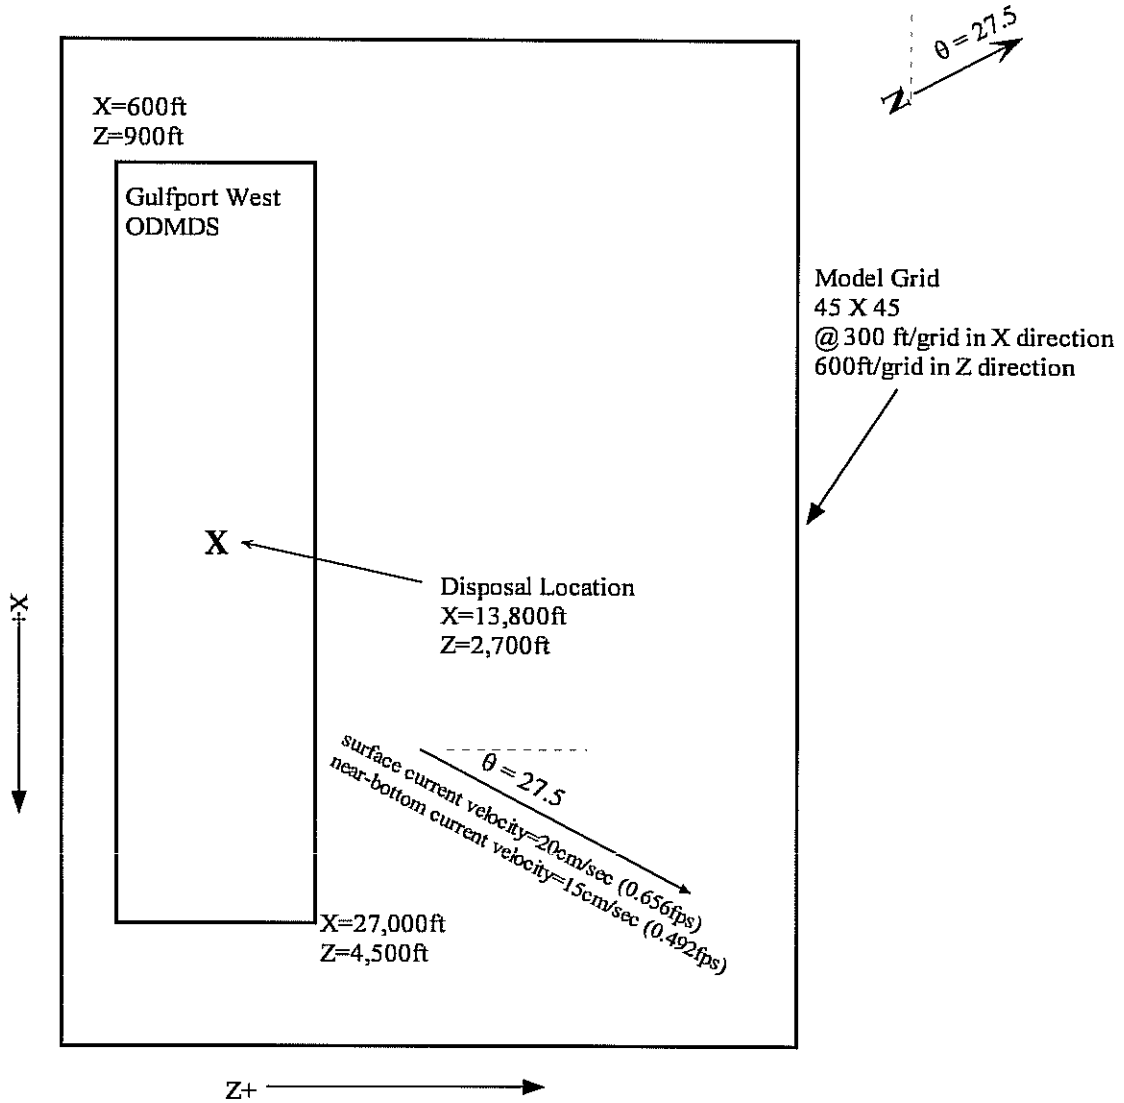 θ = 27.5
N
X=600ft
Z=900ft
Gulfport West
ODMDS
Model Grid
45 X 45
@ 300 ft/grid in X direction
600ft/grid in Z direction
X
Disposal Location
X=13,800ft
Z=2,700ft
X+
θ = 27.5
surface current velocity=20cm/sec (0.656fps)
near-bottom current velocity=15cm/sec (0.492fps)
X=27,000ft
Z=4,500ft
Z+